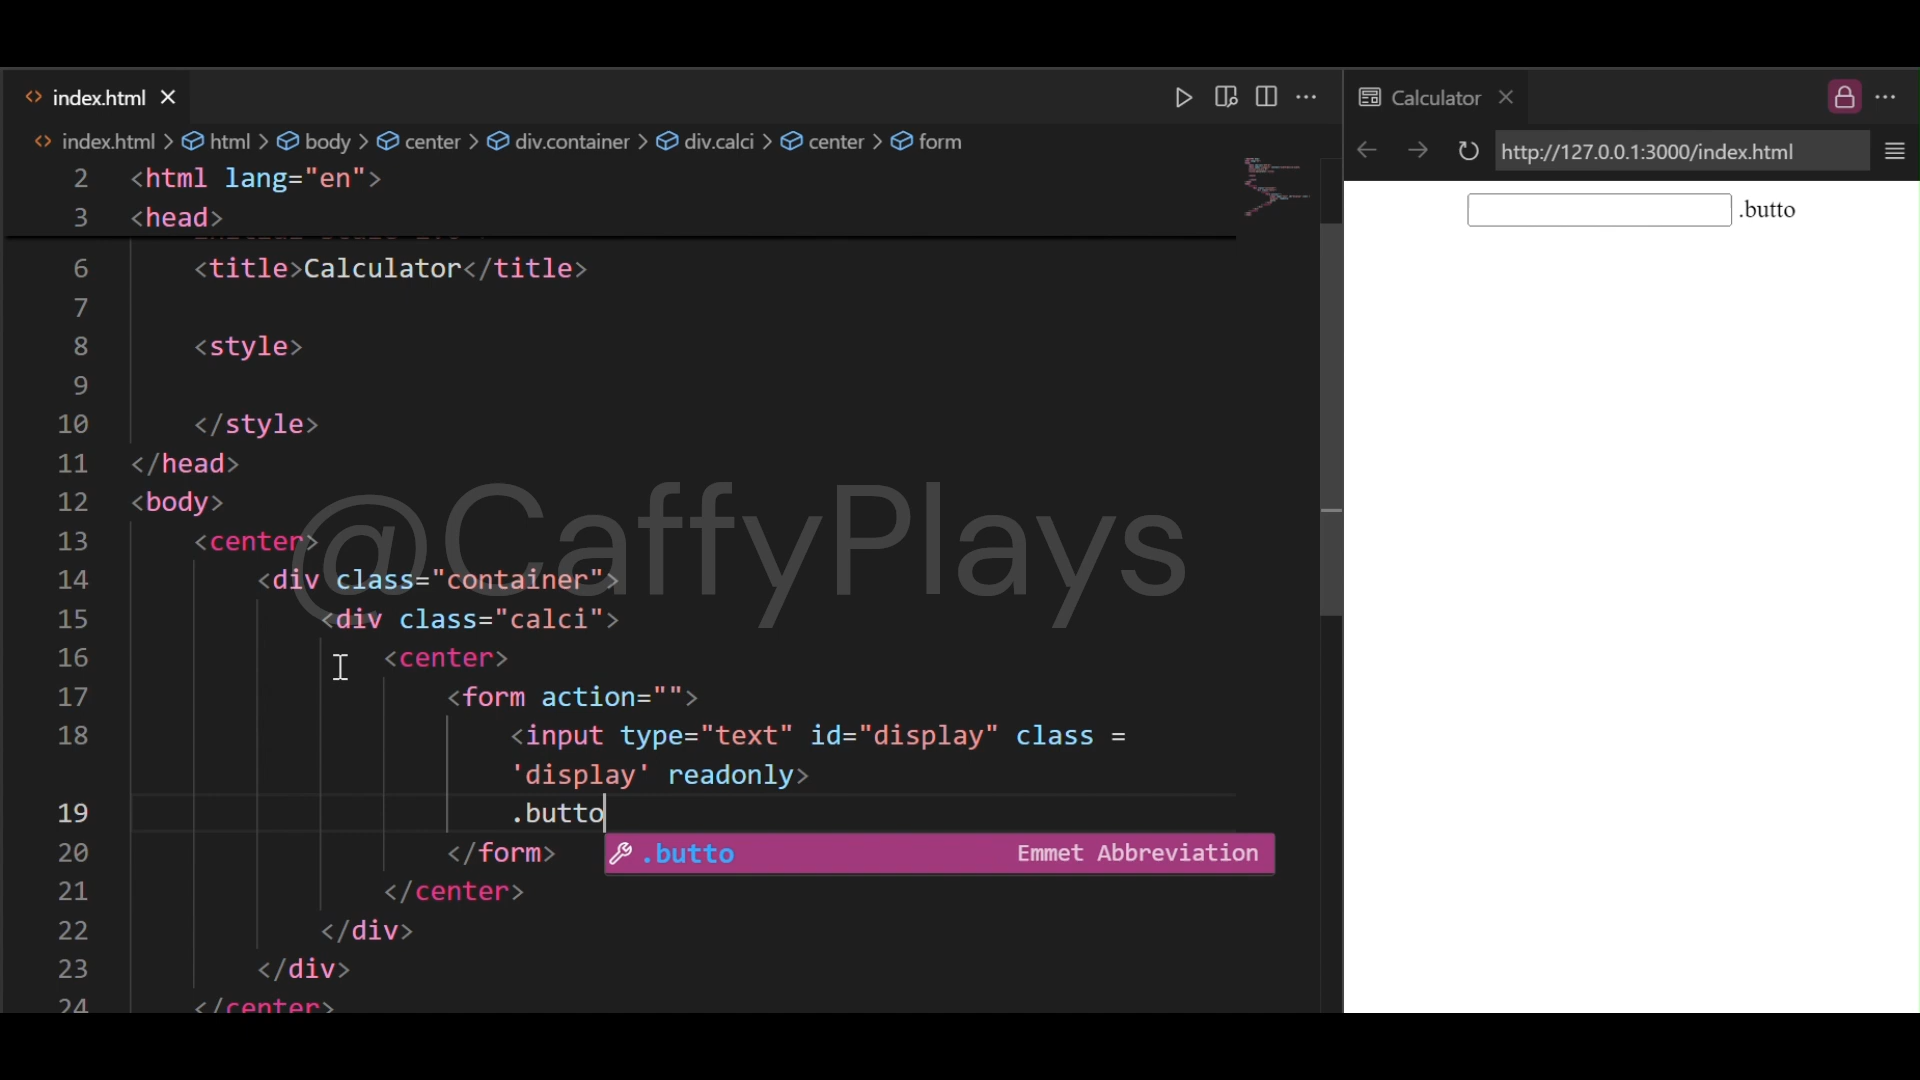 index.html
Calculator
index.html > html > body > center > div.container > div.calci > center > form
http://127.0.0.1:3000/index.html
2 <html lang="en">
3 <head>
6 <title>Calculator</title>
7
8 <style>
9
10 </style>
11 </head>
12 <body>
13 <center>
14 <div class="container">
15 <div class="calci">
16 <center>
17 <form action="">
18 <input type="text" id="display" class =
'display' readonly>
19 .butto
20 </form>
.butto Emmet Abbreviation
21 </center>
22 </div>
23 </div>
24 </center>
@CaffyPlays
.butto